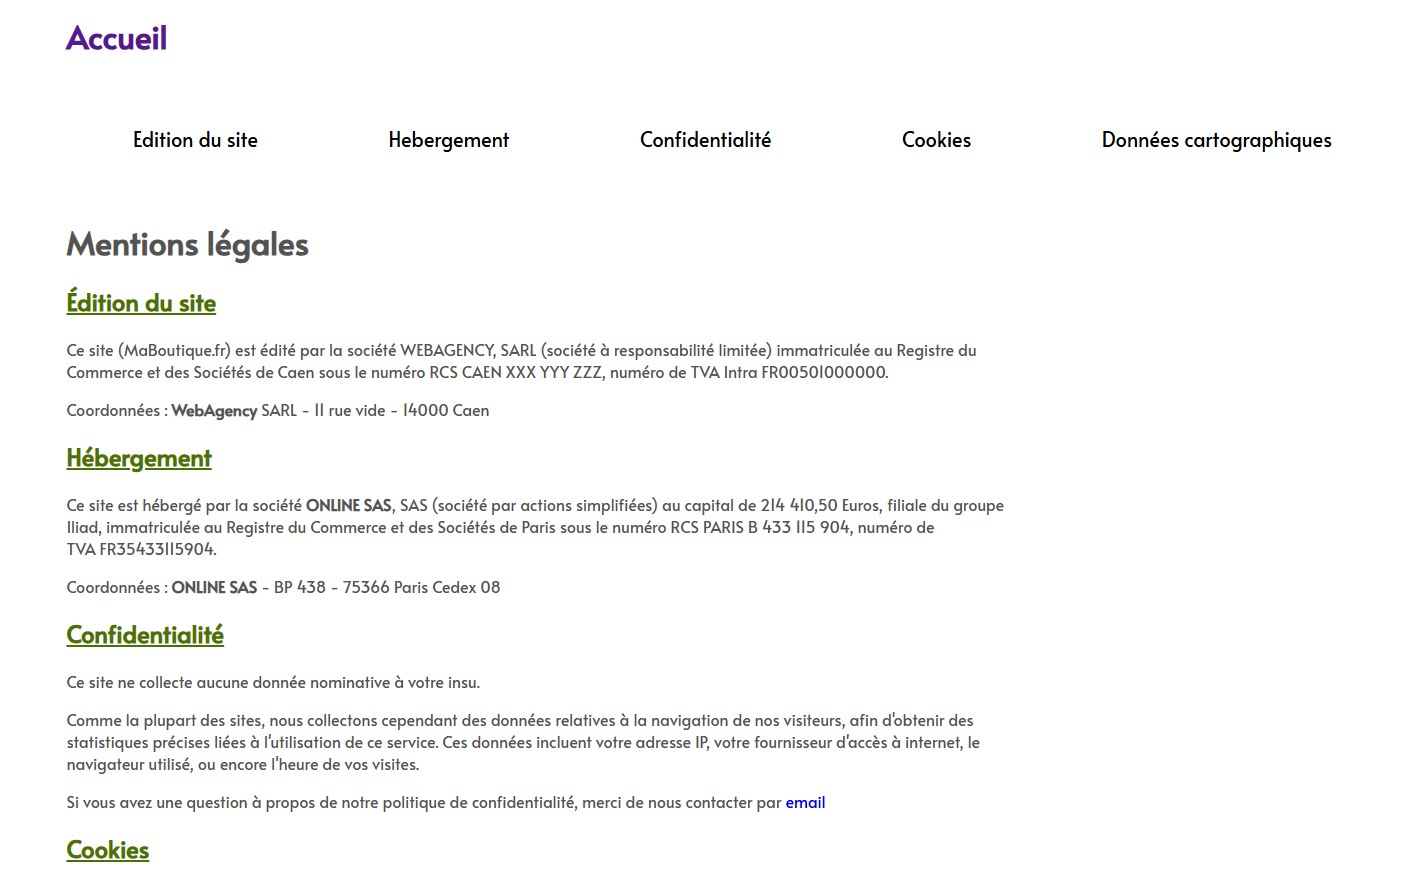 Accueil
Edition du site Hebergement Confidentialité Cookies Données cartographiques
Mentions légales
Édition du site
Ce site (MaBoutique.fr) est édité par la société WEBAGENCY, SARL (société à responsabilité limitée) immatriculée au Registre du
Commerce et des Sociétés de Caen sous le numéro RCS CAEN XXX YYY ZZZ, numéro de TVA Intra FR00501000000.
Coordonnées : WebAgency SARL - 11 rue vide - 14000 Caen
Hébergement
Ce site est hébergé par la société ONLINE SAS, SAS (société par actions simplifiées) au capital de 214 410,50 Euros, filiale du groupe
Iliad, immatriculée au Registre du Commerce et des Sociétés de Paris sous le numéro RCS PARIS B 433 115 904, numéro de
TVA FR35433115904.
Coordonnées : ONLINE SAS - BP 438 - 75366 Paris Cedex 08
Confidentialité
Ce site ne collecte aucune donnée nominative à votre insu.
Comme la plupart des sites, nous collectons cependant des données relatives à la navigation de nos visiteurs, afin d'obtenir des
statistiques précises liées à l'utilisation de ce service. Ces données incluent votre adresse IP, votre fournisseur d'accès à internet, le
navigateur utilisé, ou encore l'heure de vos visites.
Si vous avez une question à propos de notre politique de confidentialité, merci de nous contacter par email
Cookies